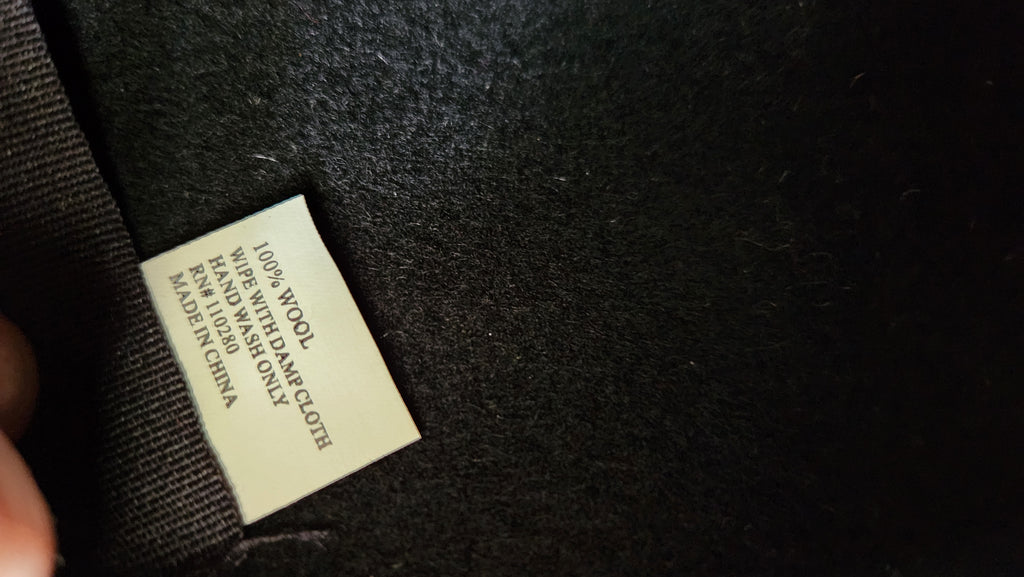 100% WOOL
WIPE WITH DAMP CLOTH
HAND WASH ONLY
RN# 110280
MADE IN CHINA